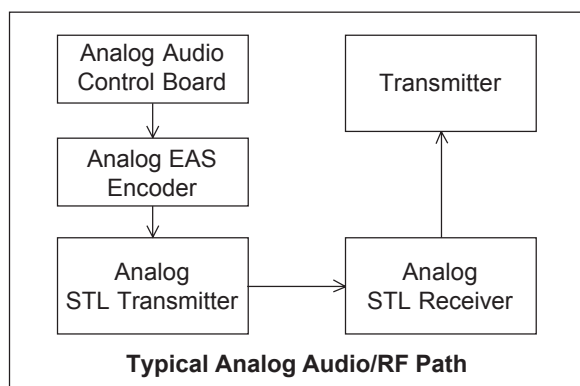 Analog Audio
Control Board
Transmitter
Analog EAS
Encoder
Analog
STL Transmitter
Analog
STL Receiver
Typical Analog Audio/RF Path